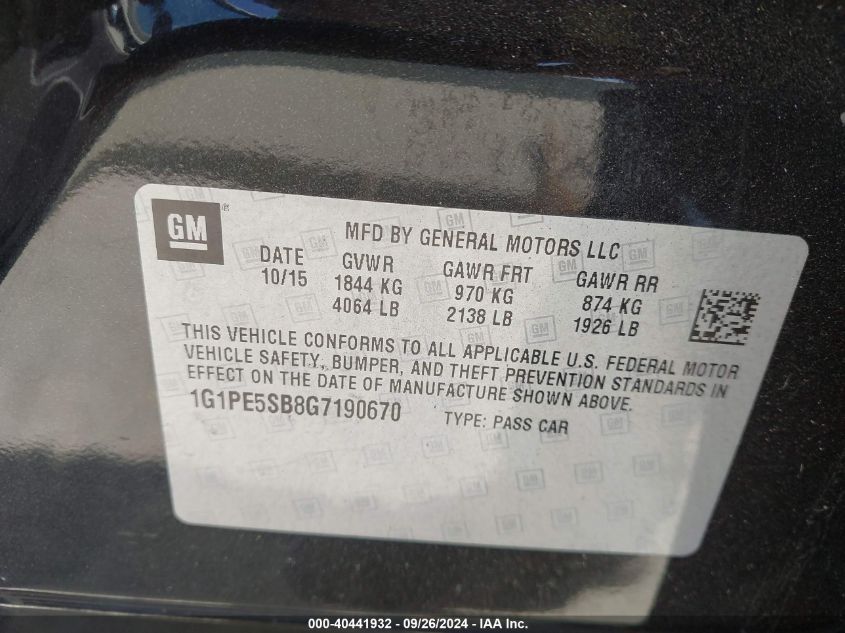 GM ®
MFD BY GENERAL MOTORS LLC
DATE GVWR GAWR FRT GAWR RR
10/15 1844 KG 970 KG 874 KG
4064 LB 2138 LB 1926 LB
THIS VEHICLE CONFORMS TO ALL APPLICABLE U.S. FEDERAL MOTOR
VEHICLE SAFETY, BUMPER, AND THEFT PREVENTION STANDARDS IN
EFFECT ON THE DATE OF MANUFACTURE SHOWN ABOVE.
1G1PE5SB8G7190670 TYPE: PASS CAR
000-40441932 - 09/26/2024 - IAA Inc.